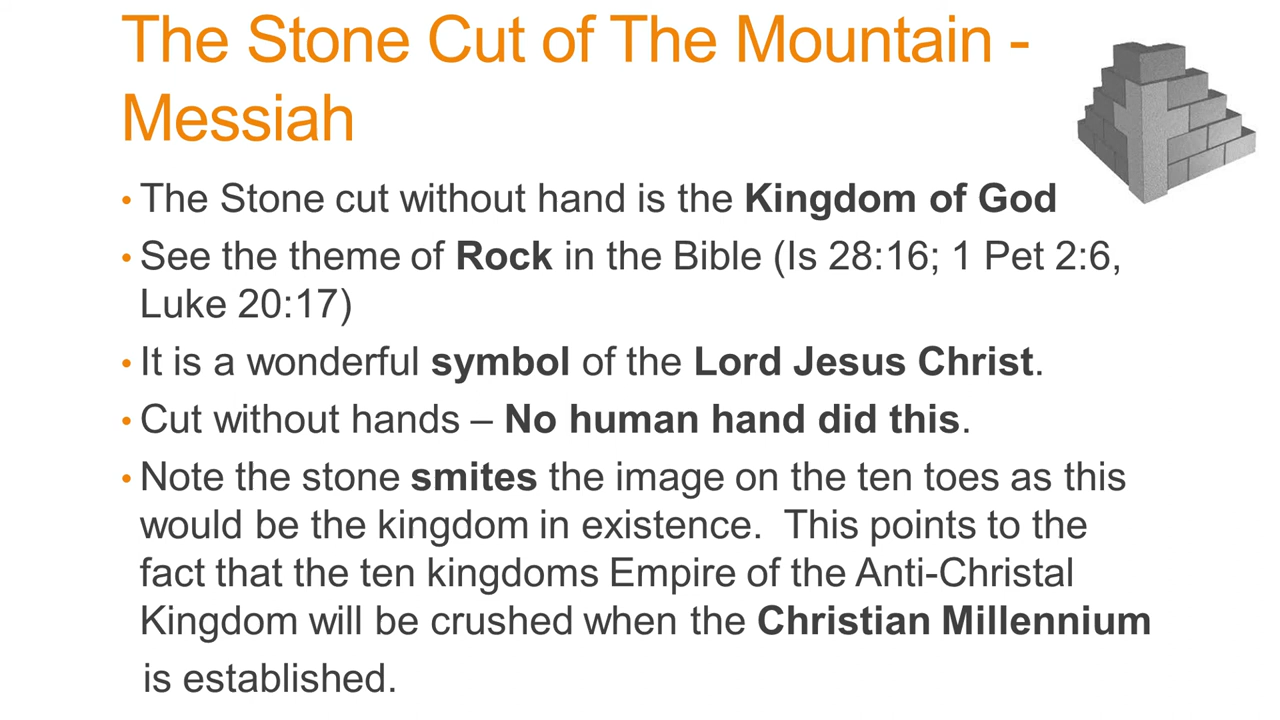 The Stone Cut of The Mountain -
Messiah
• The Stone cut without hand is the Kingdom of God
• See the theme of Rock in the Bible (Is 28:16; 1 Pet 2:6,
Luke 20:17)
• It is a wonderful symbol of the Lord Jesus Christ.
• Cut without hands – No human hand did this.
• Note the stone smites the image on the ten toes as this
would be the kingdom in existence.  This points to the
fact that the ten kingdoms Empire of the Anti-Christal
Kingdom will be crushed when the Christian Millennium
is established.